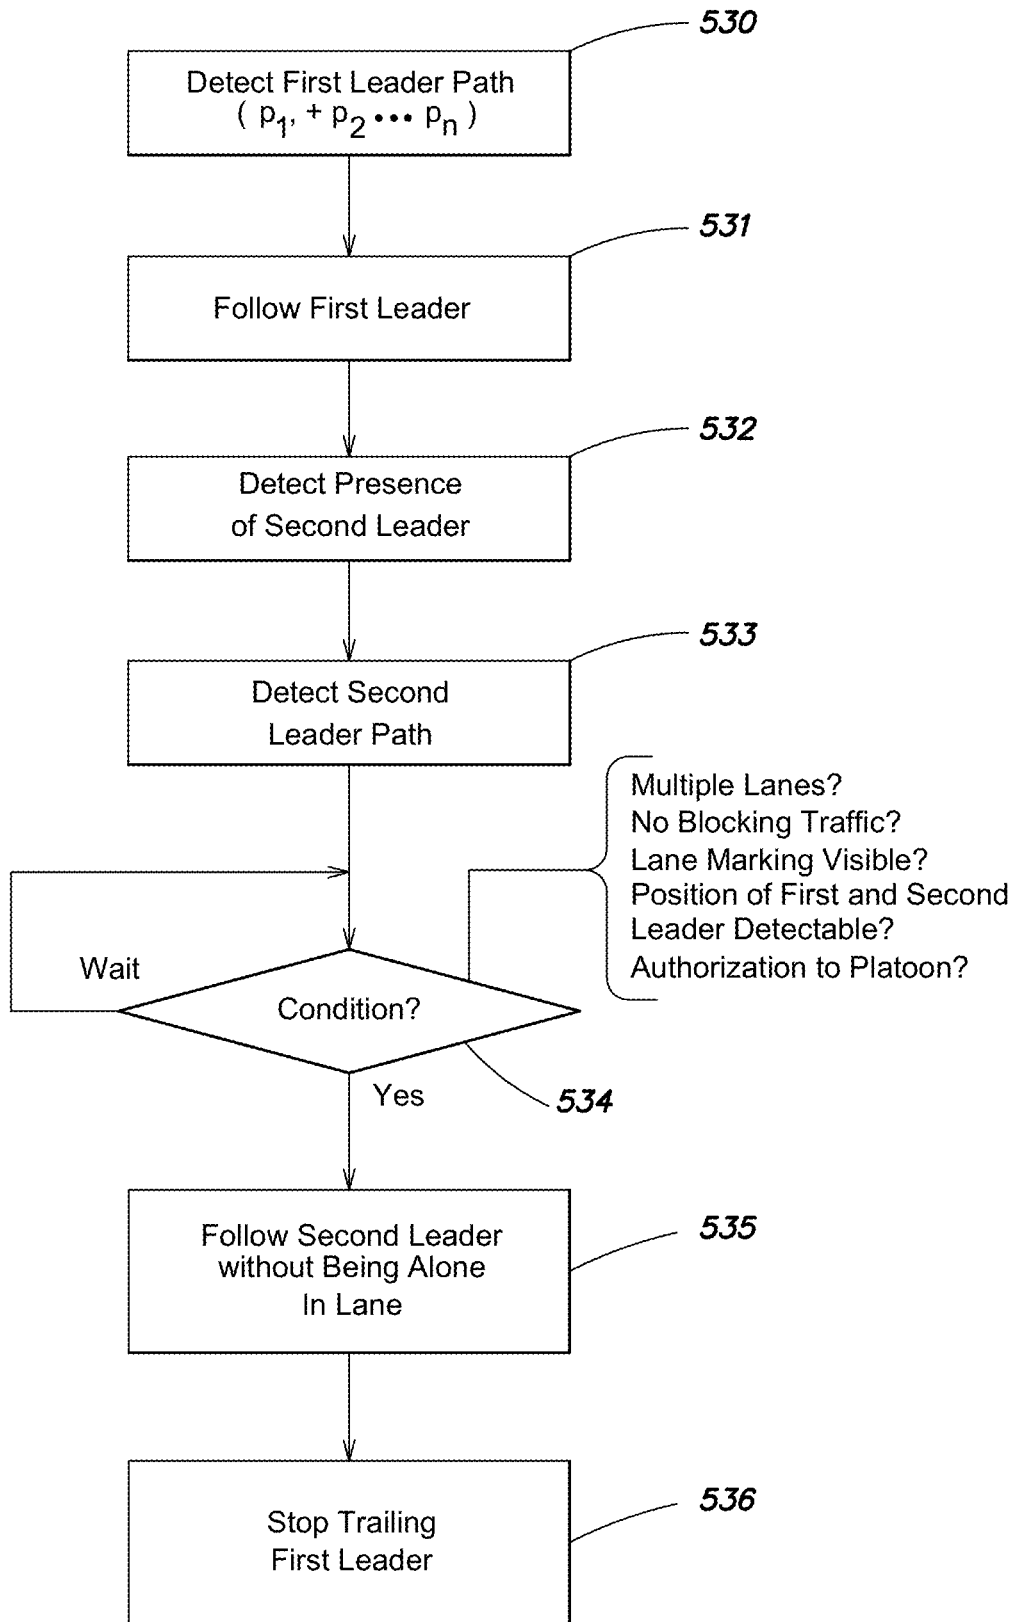 530
Detect First Leader Path
( p1, + p2 ••• pn )
531
Follow First Leader
532
Detect Presence
of Second Leader
533
Detect Second
Leader Path
Multiple Lanes?
No Blocking Traffic?
Lane Marking Visible?
Position of First and Second
Leader Detectable?
Authorization to Platoon?
Wait
Condition?
Yes
534
535
Follow Second Leader
without Being Alone
In Lane
536
Stop Trailing
First Leader